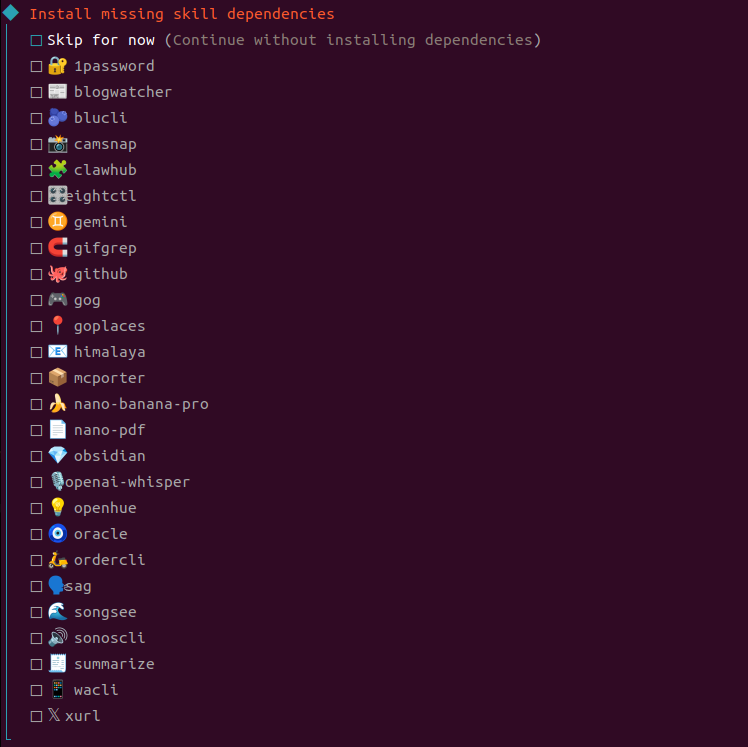 Install missing skill dependencies
Skip for now (Continue without installing dependencies)
🔐 1password
📰 blogwatcher
🫐 blucli
📸 camsnap
🧩 clawhub
🎛️ eightctl
♊ gemini
🧲 gifgrep
🐙 github
🎮 gog
📍 goplaces
📧 himalaya
📦 mcporter
🍌 nano-banana-pro
📄 nano-pdf
💎 obsidian
🎙️ openai-whisper
💡 openhue
🧿 oracle
🛵 ordercli
🗣️ sag
🌊 songsee
🔊 sonoscli
🧾 summarize
📱 wacli
𝕏 xurl